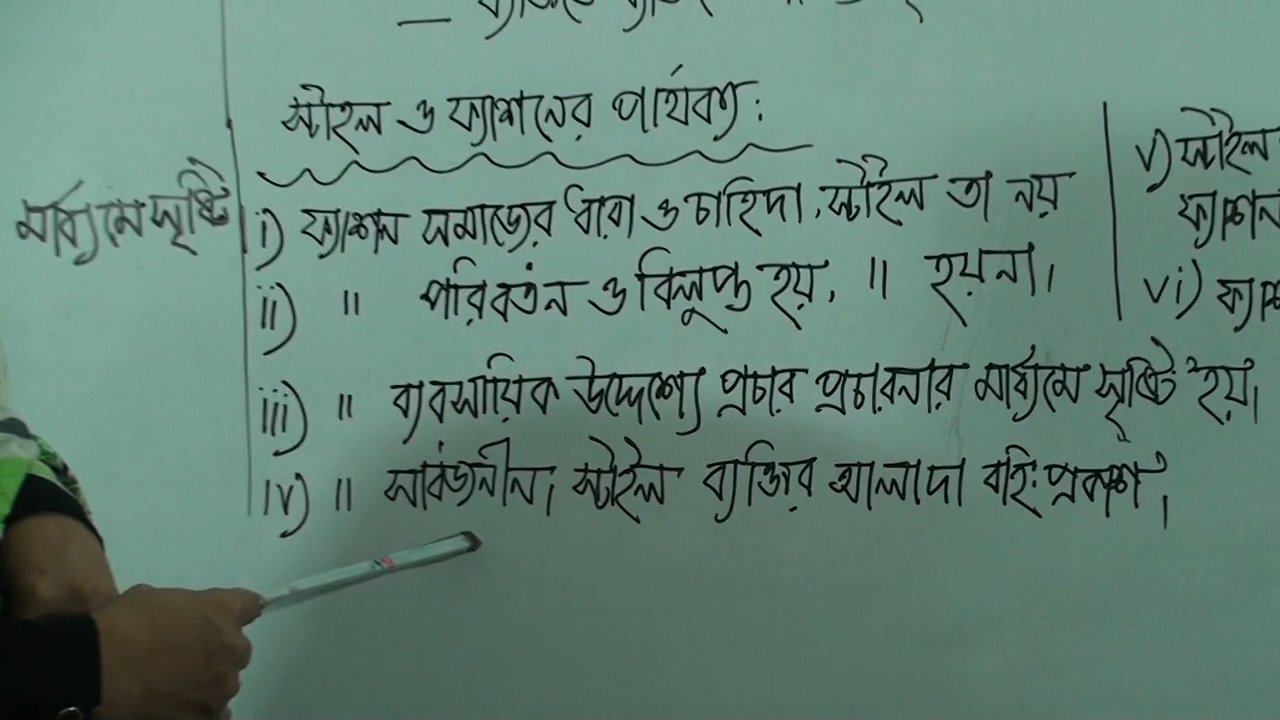 স্টাইল ও ফ্যাশনের পার্থক্য:
মাধ্যমে সৃষ্টি
i) ফ্যাশন সমাজের ধারা ও চাহিদা, স্টাইল তা নয়
ii) " পরিবর্তন ও বিলুপ্ত হয়, " হয়না।
iii) " ব্যবসায়িক উদ্দেশ্যে প্রচার প্রচারনার মাধ্যমে সৃষ্টি হয়।
iv) " সার্বজনীন। স্টাইল ব্যক্তির আলাদা বহিঃপ্রকাশ।
v) স্টাইল
ফ্যাশন
vi)